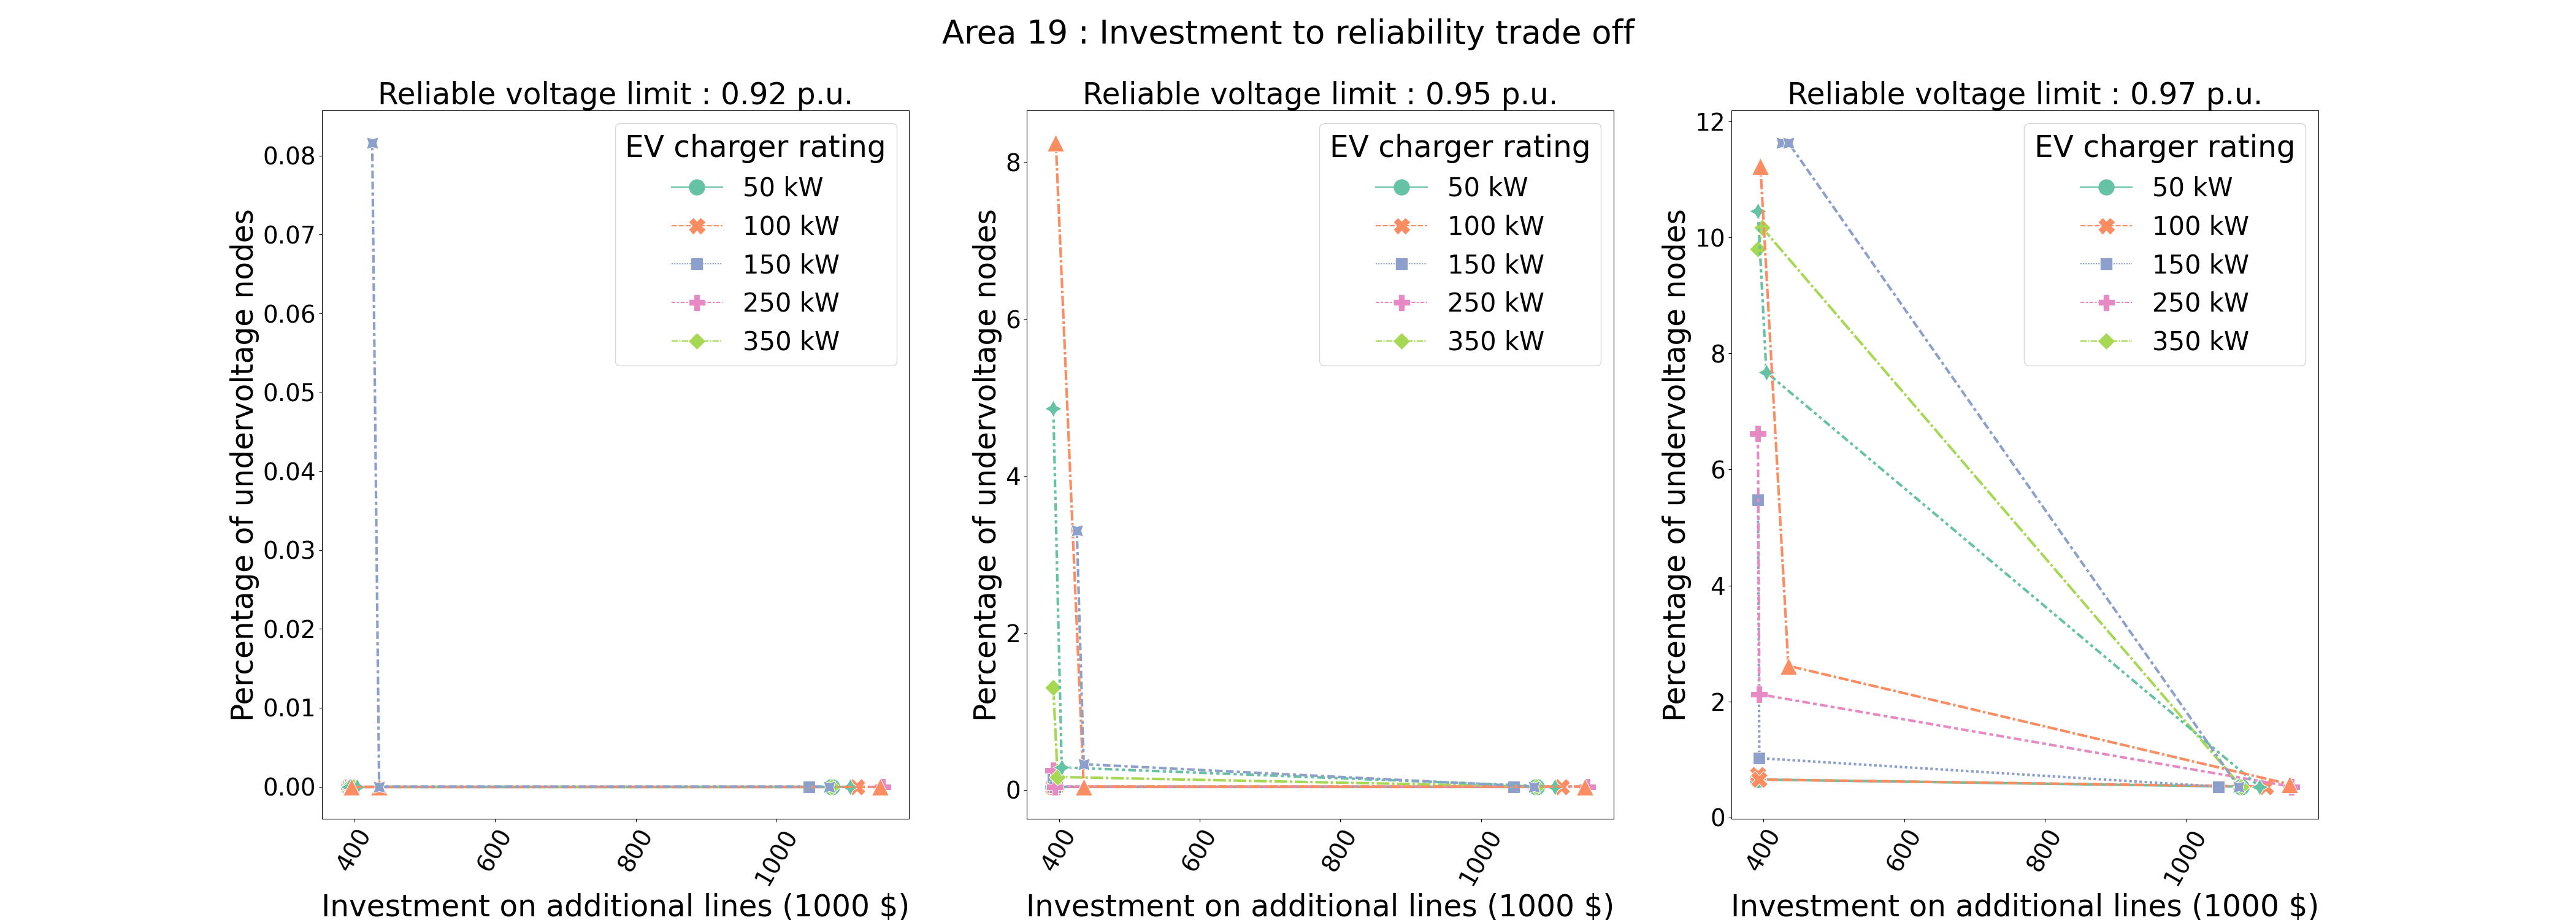 Area 19 : Investment to reliability trade off
Reliable voltage limit : 0.92 p.u.
Percentage of undervoltage nodes
0.08
0.07
0.06
0.05
0.04
0.03
0.02
0.01
0.00
EV charger rating
50 kW
100 kW
150 kW
250 kW
350 kW
400
600
800
1000
Investment on additional lines (1000 $)
Reliable voltage limit : 0.95 p.u.
Percentage of undervoltage nodes
8
6
4
2
0
EV charger rating
50 kW
100 kW
150 kW
250 kW
350 kW
400
600
800
1000
Investment on additional lines (1000 $)
Reliable voltage limit : 0.97 p.u.
Percentage of undervoltage nodes
12
10
8
6
4
2
0
EV charger rating
50 kW
100 kW
150 kW
250 kW
350 kW
400
600
800
1000
Investment on additional lines (1000 $)